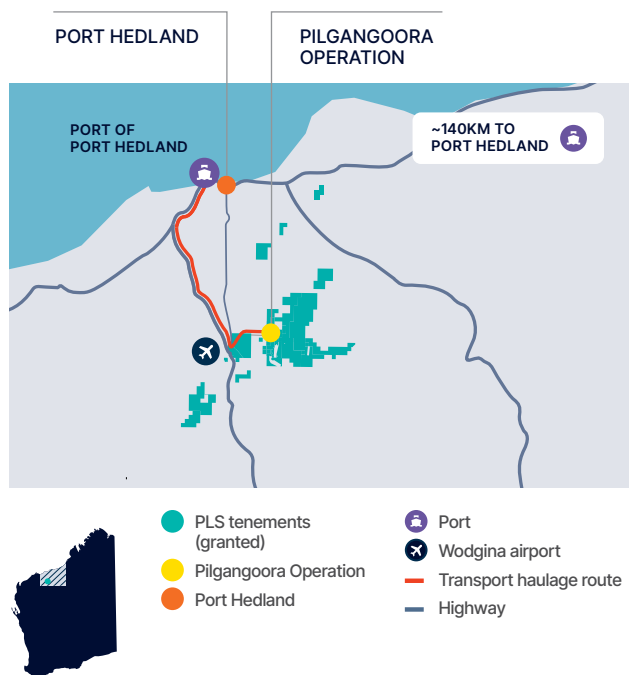 PORT HEDLAND
PILGANGOORA
OPERATION
PORT OF
PORT HEDLAND
~140KM TO
PORT HEDLAND
PLS tenements
(granted)
Pilgangoora Operation
Port Hedland
Port
Wodgina airport
Transport haulage route
Highway